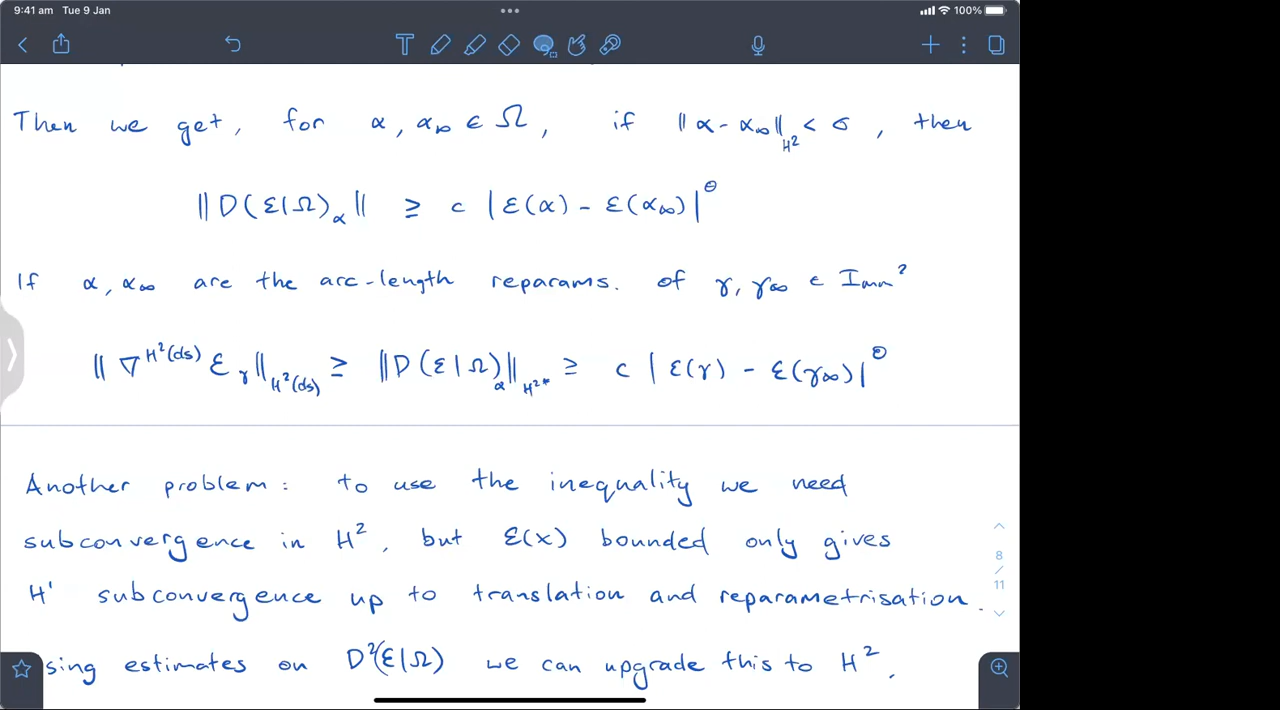 9:41 am Tue 9 Jan
100%
Then we get, for α, α∞ ∈ Ω, if ‖α - α∞‖_H² < σ, then
‖D(ℰ|Ω)_α‖ ≥ c |ℰ(α) - ℰ(α∞)|^θ
If α, α∞ are the arc-length reparams. of γ, γ∞ ∈ Imm²
‖∇^{H²(ds)} ℰ_γ‖_{H²(ds)} ≥ ‖D(ℰ|Ω)_α‖_{H²*} ≥ c |ℰ(γ) - ℰ(γ∞)|^θ
Another problem: to use the inequality we need
subconvergence in H², but ℰ(x) bounded only gives
H¹ subconvergence up to translation and reparametrisation.
sing estimates on D²(ℰ|Ω) we can upgrade this to H².
8
/
11